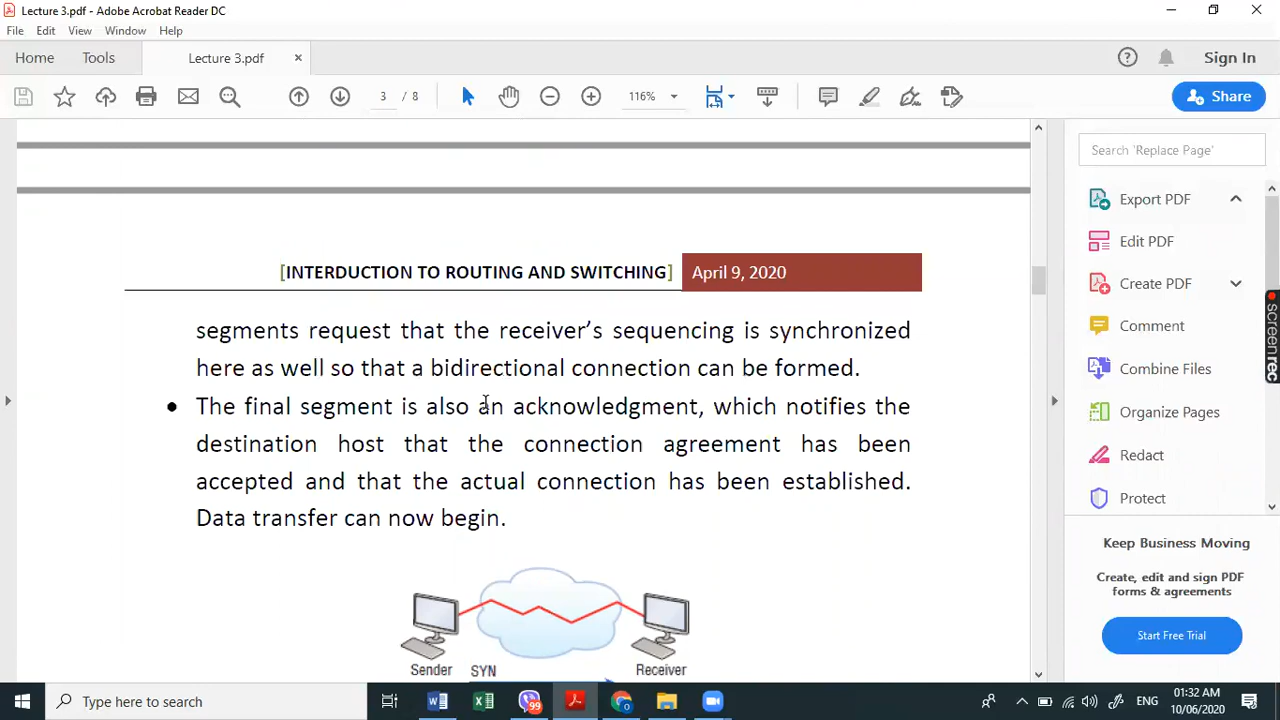 Lecture 3.pdf - Adobe Acrobat Reader DC
File Edit View Window Help
Home Tools Lecture 3.pdf Sign In
3 / 8 116% Share
Search 'Replace Page'
Export PDF
Edit PDF
Create PDF
Comment
Combine Files
Organize Pages
Redact
Protect
Keep Business Moving
Create, edit and sign PDF
forms & agreements
Start Free Trial
screenrec
[INTERDUCTION TO ROUTING AND SWITCHING] April 9, 2020
segments request that the receiver’s sequencing is synchronized
here as well so that a bidirectional connection can be formed.
• The final segment is also an acknowledgment, which notifies the
destination host that the connection agreement has been
accepted and that the actual connection has been established.
Data transfer can now begin.
Sender SYN Receiver
Type here to search
99
ENG
01:32 AM
10/06/2020